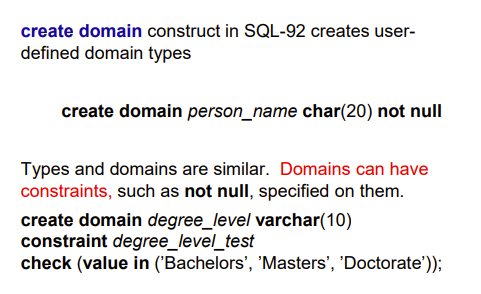 create domain construct in SQL-92 creates user-
defined domain types
create domain person_name char(20) not null
Types and domains are similar.  Domains can have
constraints, such as not null, specified on them.
create domain degree_level varchar(10)
constraint degree_level_test
check (value in (’Bachelors’, ’Masters’, ’Doctorate’));